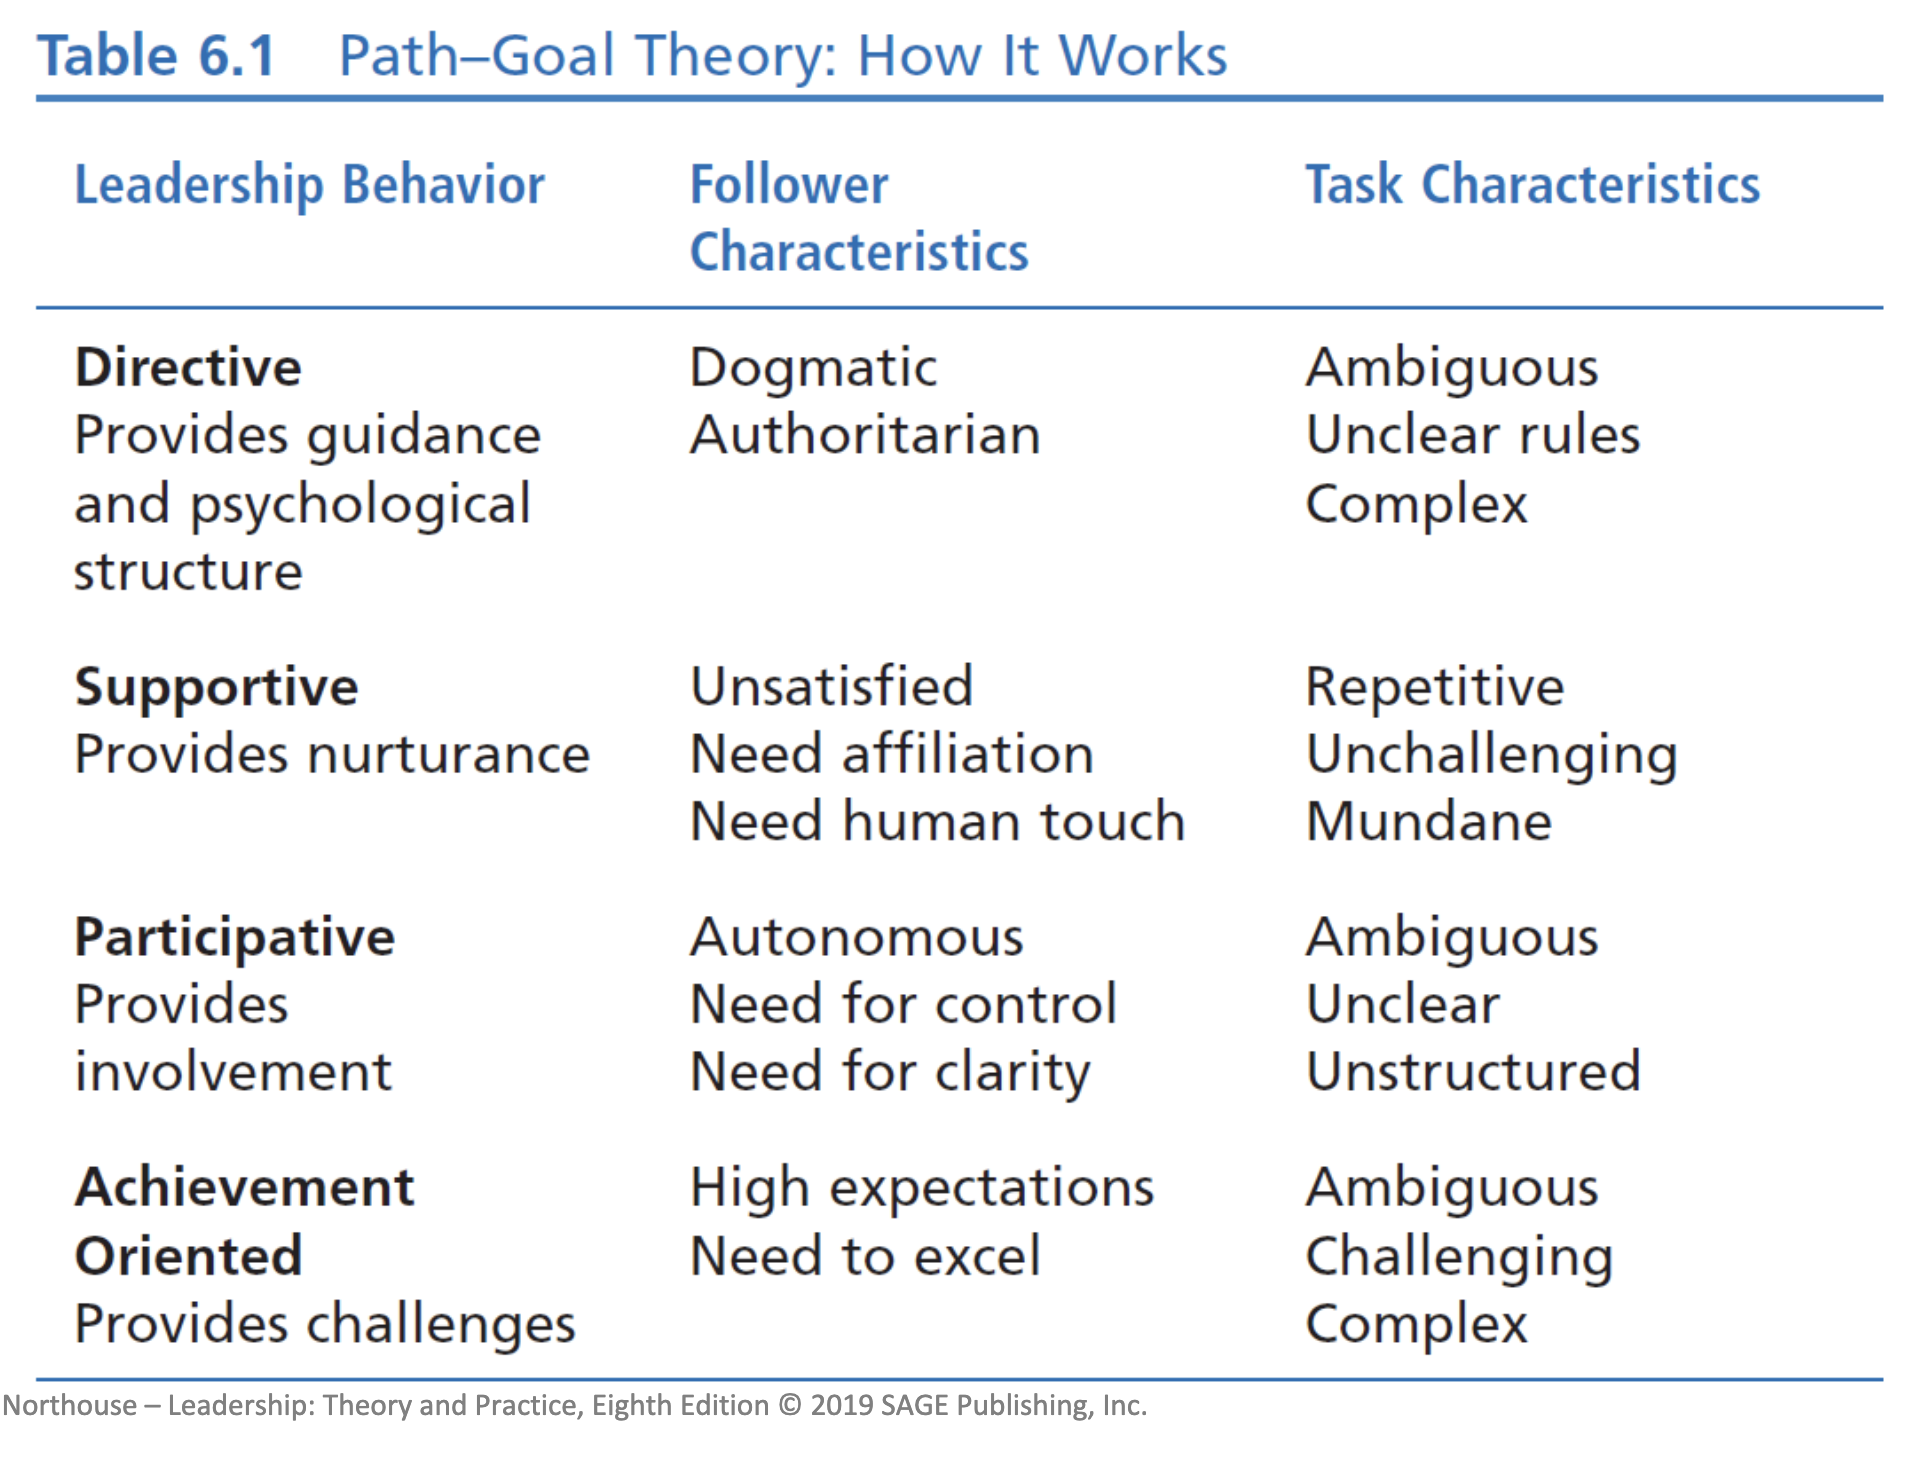 Table 6.1 Path–Goal Theory: How It Works
Leadership Behavior
Follower
Characteristics
Task Characteristics
Directive
Provides guidance
and psychological
structure
Dogmatic
Authoritarian
Ambiguous
Unclear rules
Complex
Supportive
Provides nurturance
Unsatisfied
Need affiliation
Need human touch
Repetitive
Unchallenging
Mundane
Participative
Provides
involvement
Autonomous
Need for control
Need for clarity
Ambiguous
Unclear
Unstructured
Achievement
Oriented
Provides challenges
High expectations
Need to excel
Ambiguous
Challenging
Complex
Northouse – Leadership: Theory and Practice, Eighth Edition © 2019 SAGE Publishing, Inc.